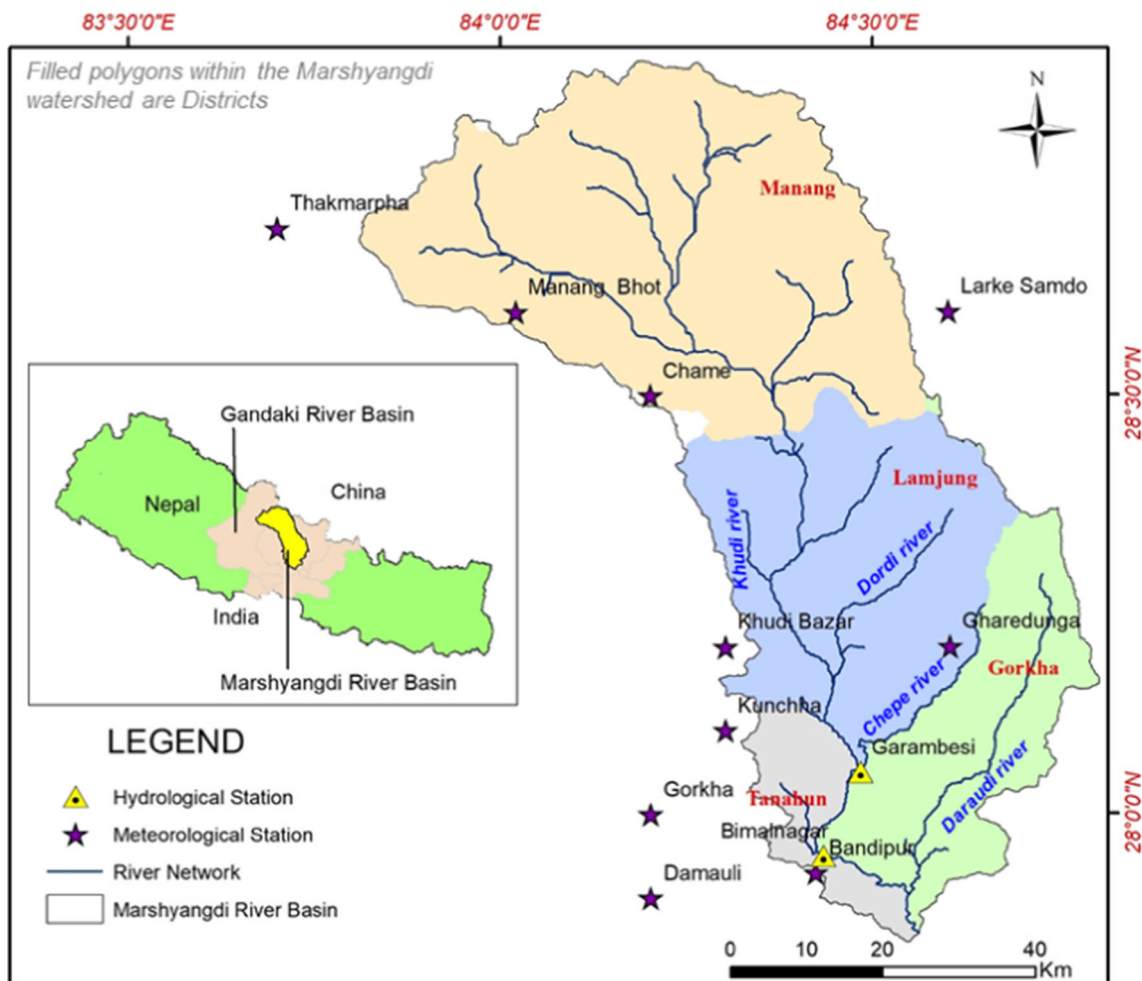 83°30'0"E
84°0'0"E
84°30'0"E
Filled polygons within the Marshyangdi
watershed are Districts
N
Manang
Thakmarpha
Manang Bhot
Larke Samdo
Chame
28°30'0"N
Gandaki River Basin
Nepal
China
India
Marshyangdi River Basin
Lamjung
Khudi river
Dordi river
Khudi Bazar
Gharedunga
Gorkha
Chepe river
Kunchha
Garambesi
Gorkha
Tanahun
Daraudi river
28°0'0"N
Bimalnagar
Bandipur
Damauli
LEGEND
Hydrological Station
Meteorological Station
River Network
Marshyangdi River Basin
0 10 20 40
Km